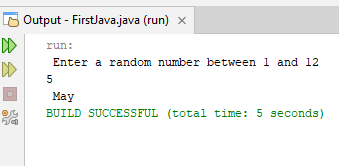 Output - FirstJava.java (run) ×
run:
Enter a random number between 1 and 12
5
May
BUILD SUCCESSFUL (total time: 5 seconds)